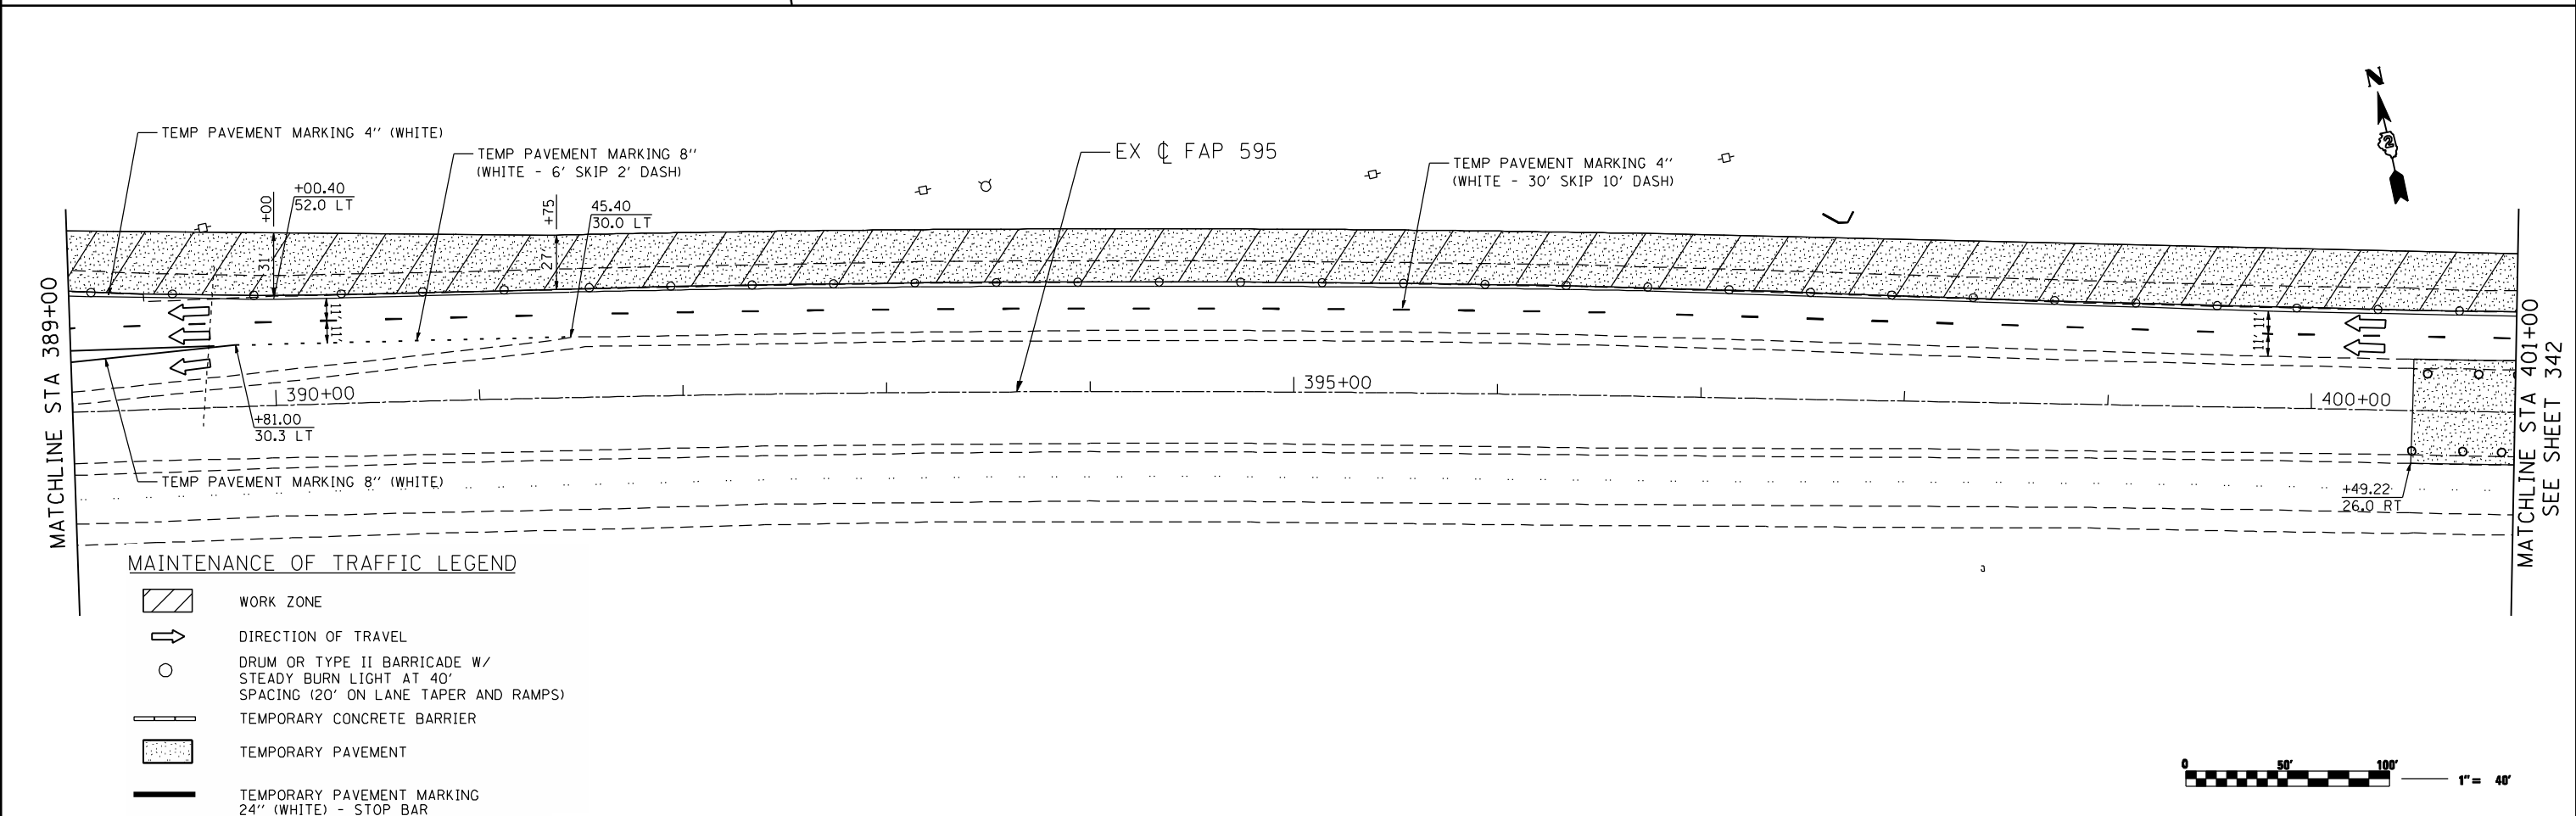 N
2
TEMP PAVEMENT MARKING 4'' (WHITE)
TEMP PAVEMENT MARKING 8''
(WHITE - 6' SKIP 2' DASH)
EX ℄ FAP 595
TEMP PAVEMENT MARKING 4''
(WHITE - 30' SKIP 10' DASH)
+00
+00.40
52.0 LT
+75
45.40
30.0 LT
31'
27'
11' 11'
11' 11'
MATCHLINE STA 389+00
390+00
395+00
400+00
+81.00
30.3 LT
TEMP PAVEMENT MARKING 8'' (WHITE)
+49.22
26.0 RT
MATCHLINE STA 401+00
SEE SHEET 342
MAINTENANCE OF TRAFFIC LEGEND
WORK ZONE
DIRECTION OF TRAVEL
DRUM OR TYPE II BARRICADE W/
STEADY BURN LIGHT AT 40'
SPACING (20' ON LANE TAPER AND RAMPS)
TEMPORARY CONCRETE BARRIER
TEMPORARY PAVEMENT
TEMPORARY PAVEMENT MARKING
24'' (WHITE) - STOP BAR
0 50' 100'
1" = 40'